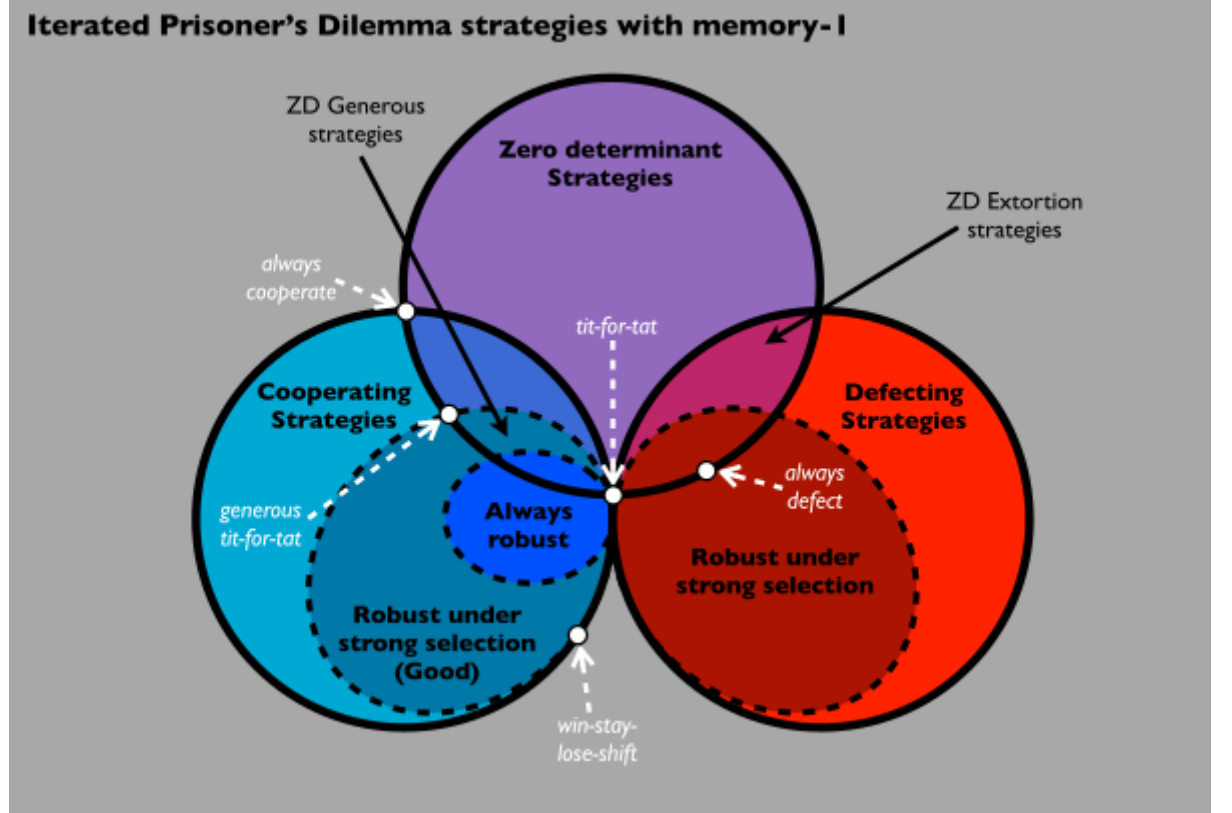 Iterated Prisoner's Dilemma strategies with memory-1
ZD Generous
strategies
Zero determinant
Strategies
ZD Extortion
strategies
always
cooperate
tit-for-tat
Cooperating
Strategies
Defecting
Strategies
generous
tit-for-tat
always
defect
Always
robust
Robust under
strong selection
Robust under
strong selection
(Good)
win-stay-
lose-shift